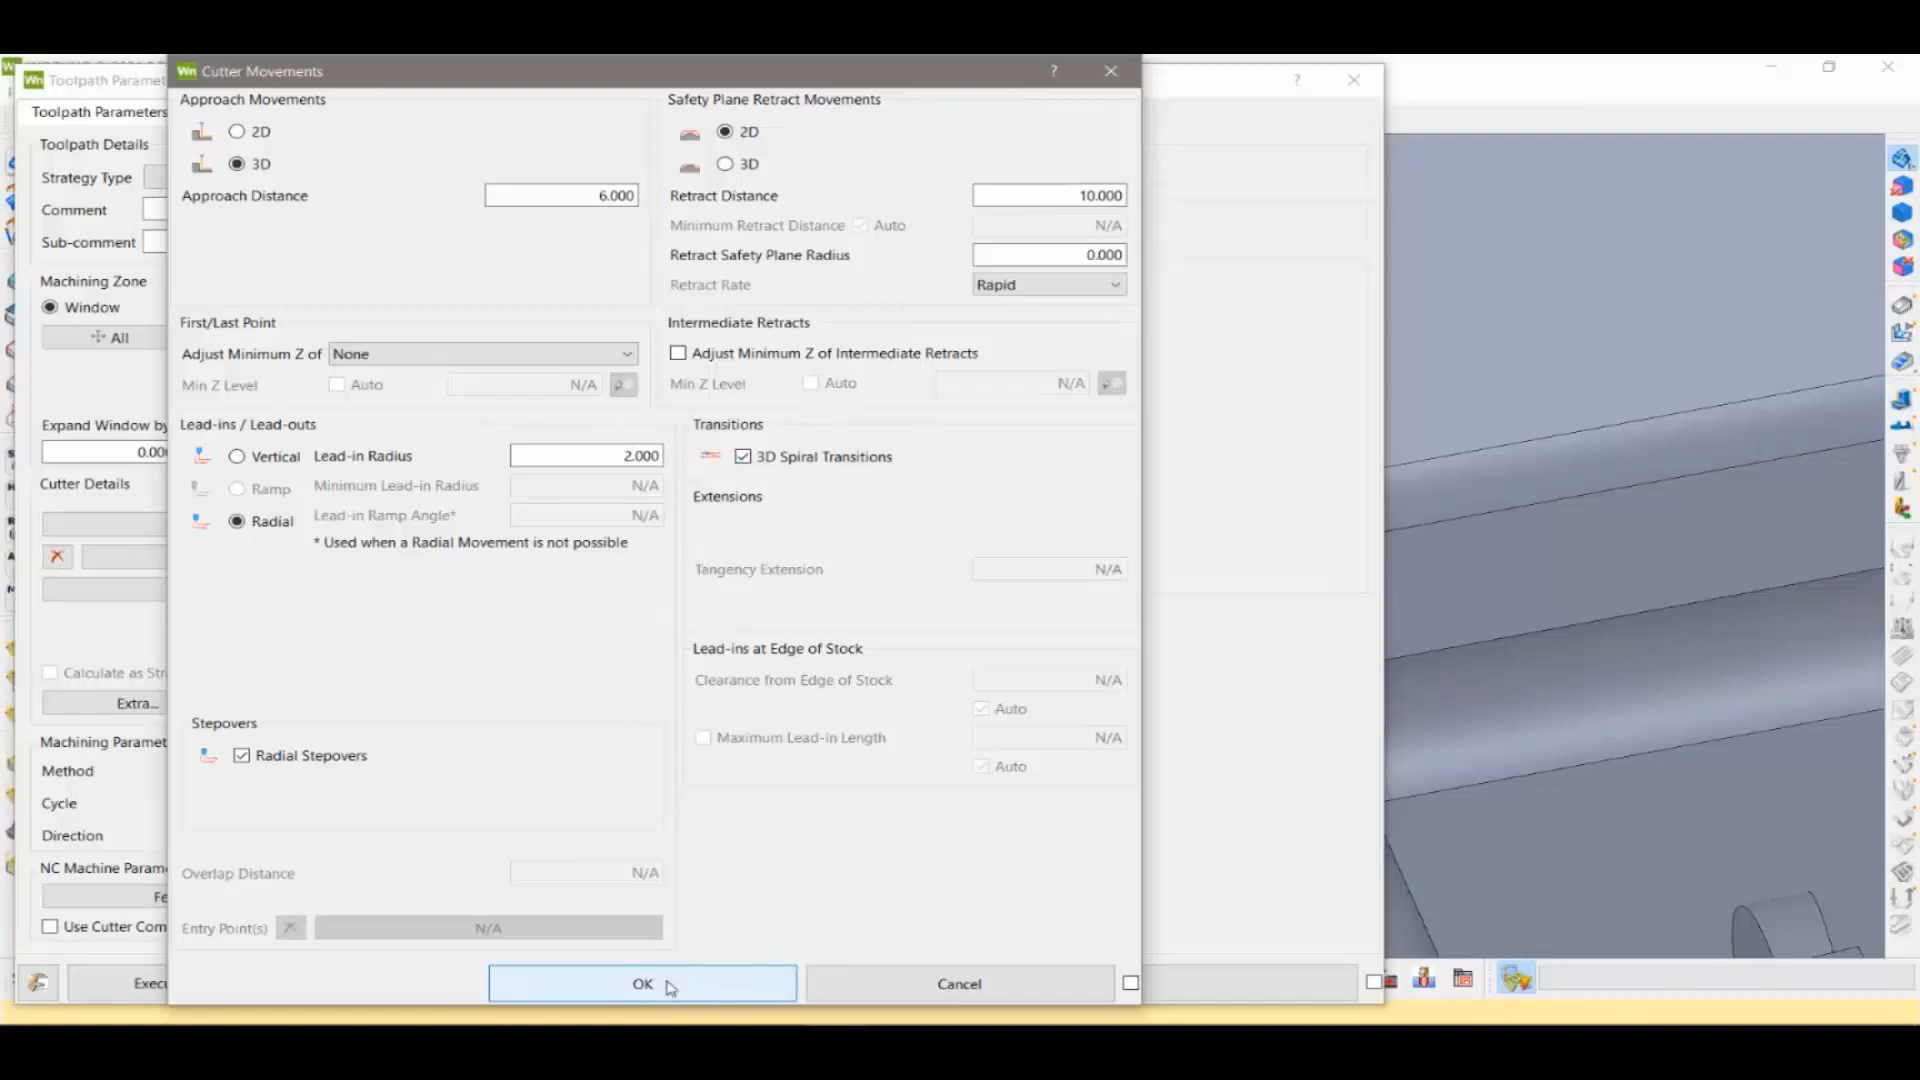 Wn Cutter Movements ?
Wn Toolpath Paramet
?
Toolpath Parameters
Toolpath Details
Strategy Type
Comment
Sub-comment
Machining Zone
Window
All
Expand Window by
0.000
Cutter Details
Calculate as Str
Extra...
Machining Paramet
Method
Cycle
Direction
NC Machine Param
Fe
Use Cutter Com
Execu
Approach Movements
2D
3D
Approach Distance 6.000
Safety Plane Retract Movements
2D
3D
Retract Distance 10.000
Minimum Retract Distance Auto N/A
Retract Safety Plane Radius 0.000
Retract Rate Rapid
First/Last Point
Adjust Minimum Z of None
Min Z Level Auto N/A
Intermediate Retracts
Adjust Minimum Z of Intermediate Retracts
Min Z Level Auto N/A
Lead-ins / Lead-outs
Vertical Lead-in Radius 2.000
Ramp Minimum Lead-in Radius N/A
Radial Lead-in Ramp Angle* N/A
* Used when a Radial Movement is not possible
Transitions
3D Spiral Transitions
Extensions
Tangency Extension N/A
Lead-ins at Edge of Stock
Clearance from Edge of Stock N/A
Auto
Maximum Lead-in Length N/A
Auto
Stepovers
Radial Stepovers
Overlap Distance N/A
Entry Point(s) N/A
OK
Cancel